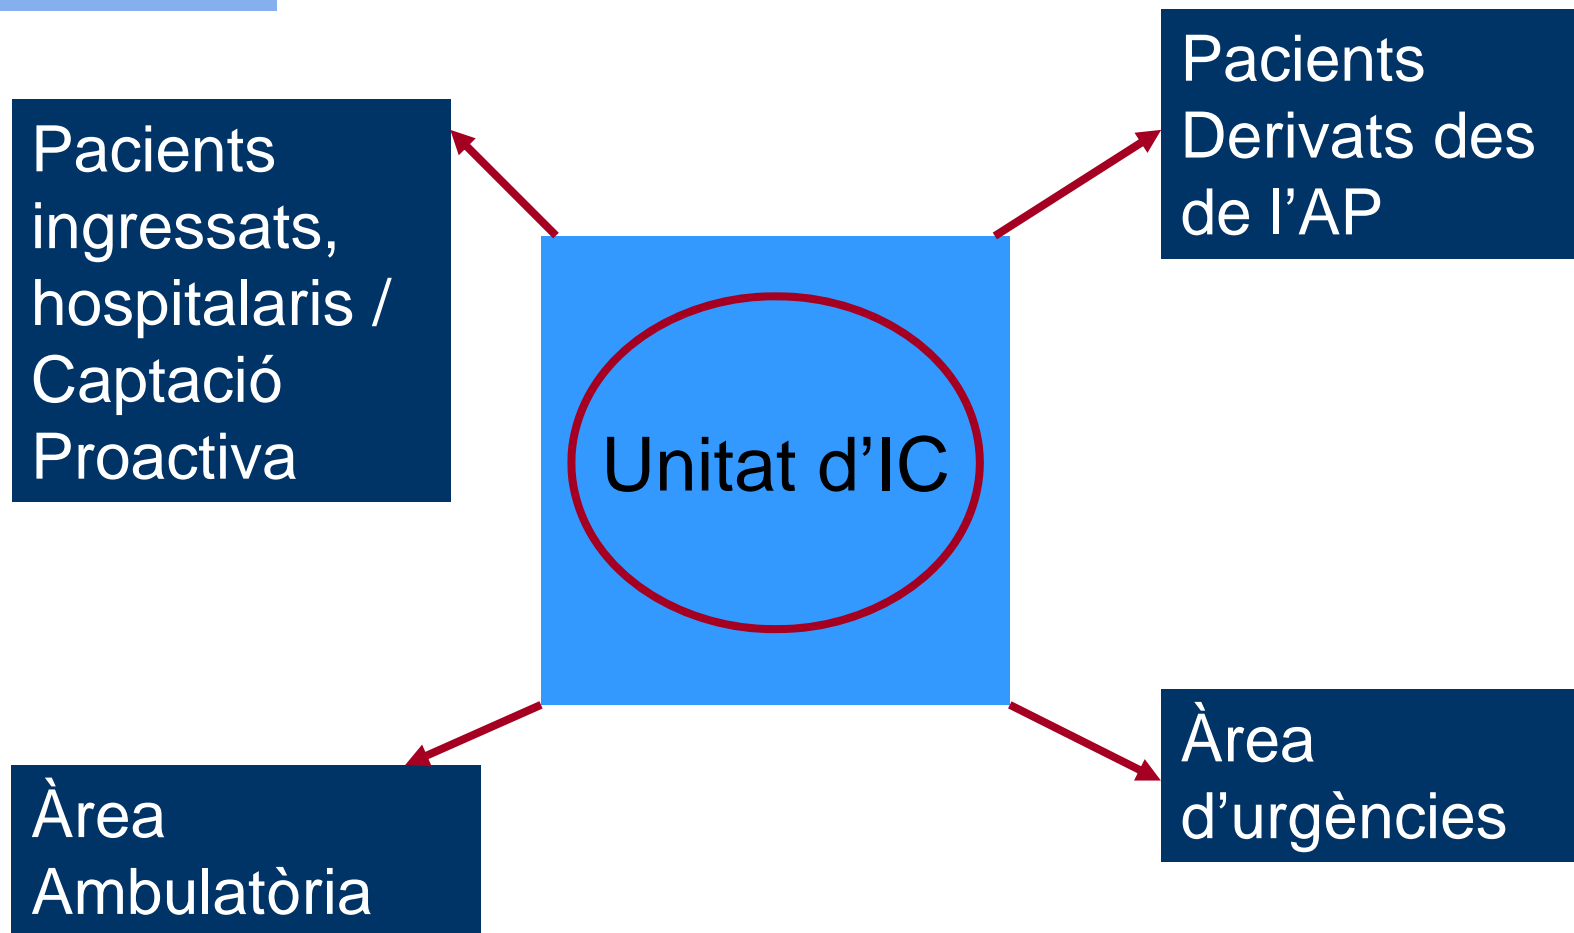 Pacients
ingressats,
hospitalaris /
Captació
Proactiva
Pacients
Derivats des
de l’AP
Unitat d’IC
Àrea
Ambulatòria
Àrea
d’urgències